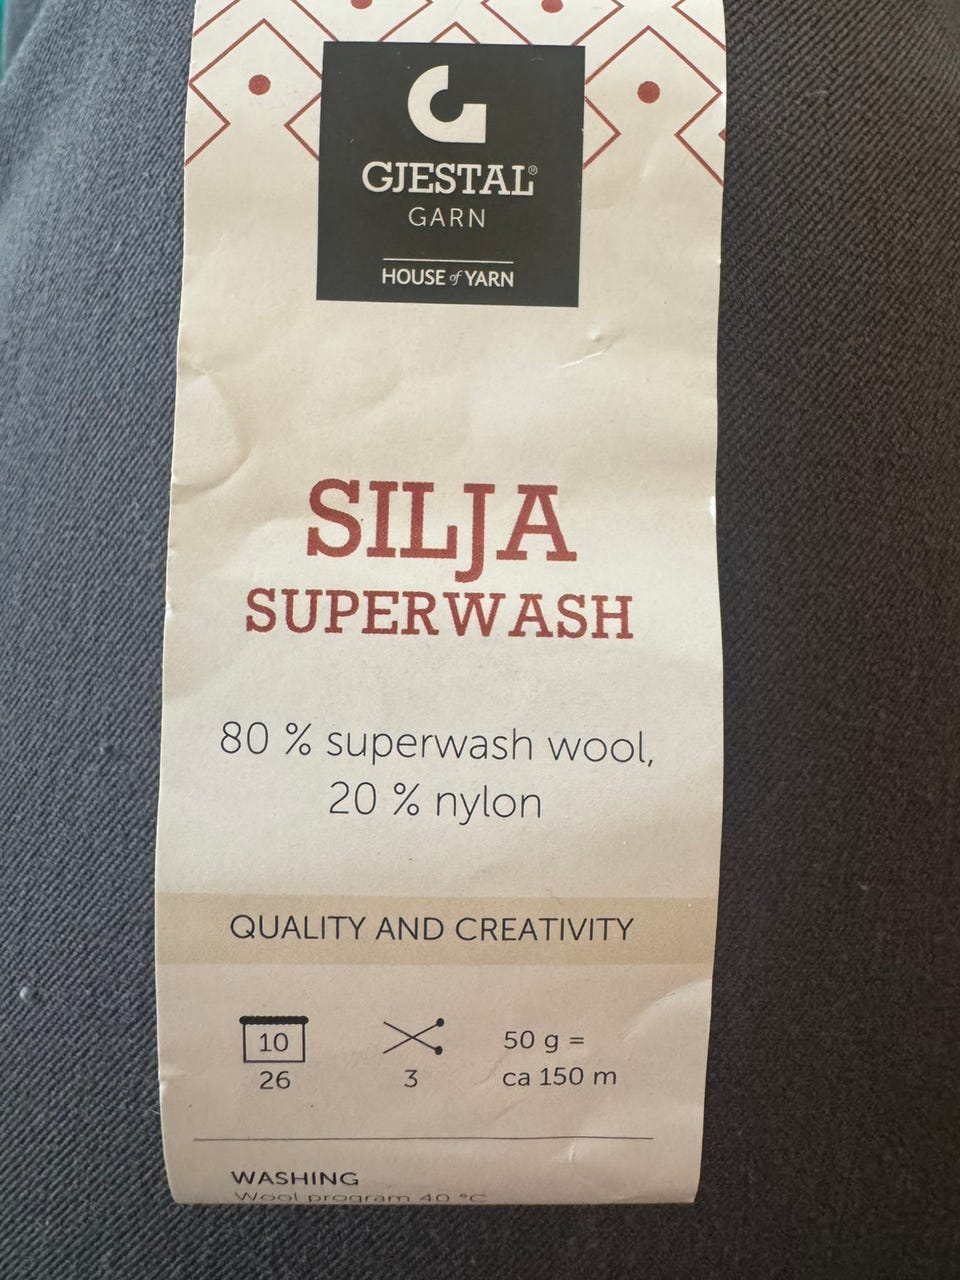 GJESTAL®
GARN
HOUSE of YARN
SILJA
SUPERWASH
80 % superwash wool,
20 % nylon
QUALITY AND CREATIVITY
10
26
3
50 g =
ca 150 m
WASHING
Wool program 40 °C